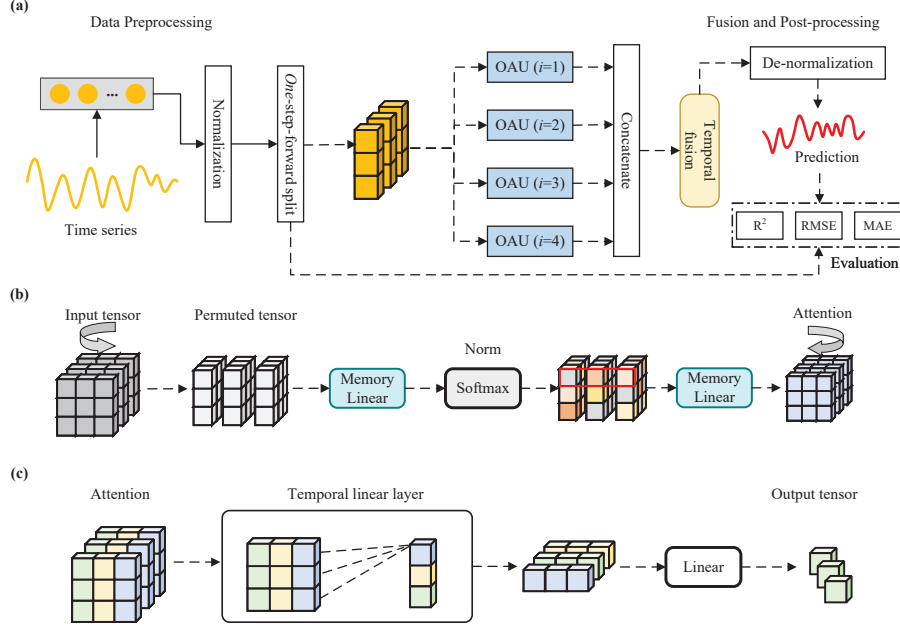 (a)
Data Preprocessing
Fusion and Post-processing
...
Time series
Normalization
One-step-forward
split
OAU (i=1)
OAU (i=2)
OAU (i=3)
OAU (i=4)
Concatenate
Temporal
fusion
De-normalization
Prediction
R²
RMSE
MAE
Evaluation
(b)
Input tensor
Permuted tensor
Memory
Linear
Norm
Softmax
Memory
Linear
Attention
(c)
Attention
Temporal linear layer
Linear
Output tensor